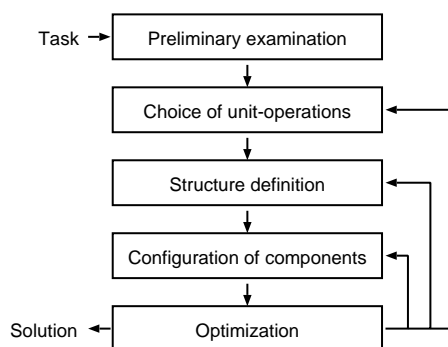 Task
Preliminary examination
Choice of unit-operations
Structure definition
Configuration of components
Solution
Optimization